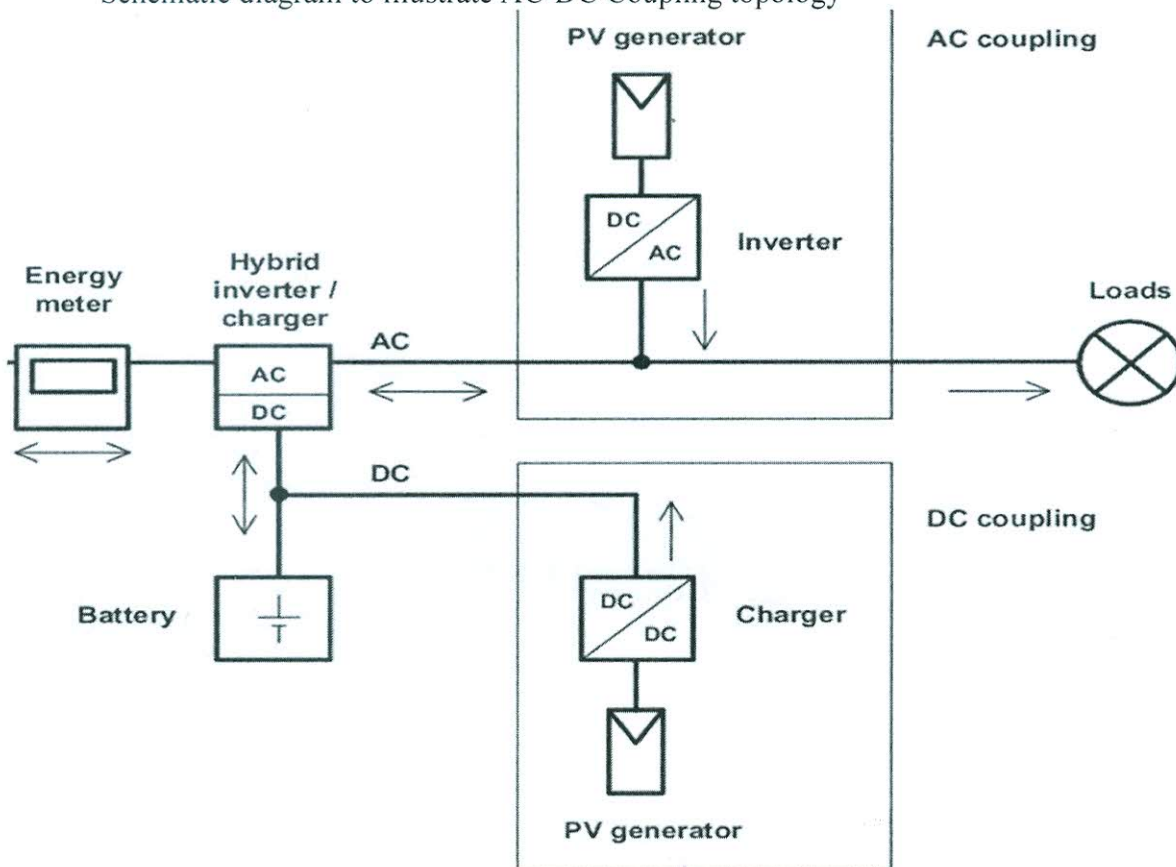 Schematic diagram to illustrate AC-DC Coupling topology
PV generator
AC coupling
DC
AC
Inverter
Energy
meter
Hybrid
inverter /
charger
AC
DC
AC
Loads
DC
DC coupling
Battery
DC
DC
Charger
PV generator